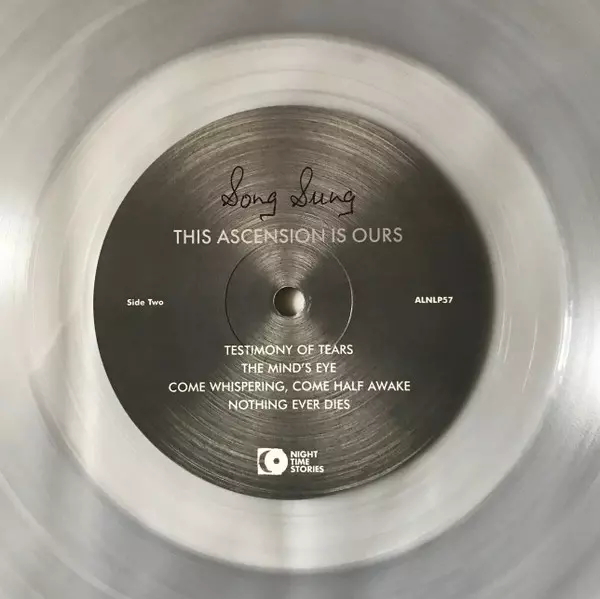 Song Sung
THIS ASCENSION IS OURS
Side Two
ALNLP57
TESTIMONY OF TEARS
THE MIND'S EYE
COME WHISPERING, COME HALF AWAKE
NOTHING EVER DIES
NIGHT
TIME
STORIES